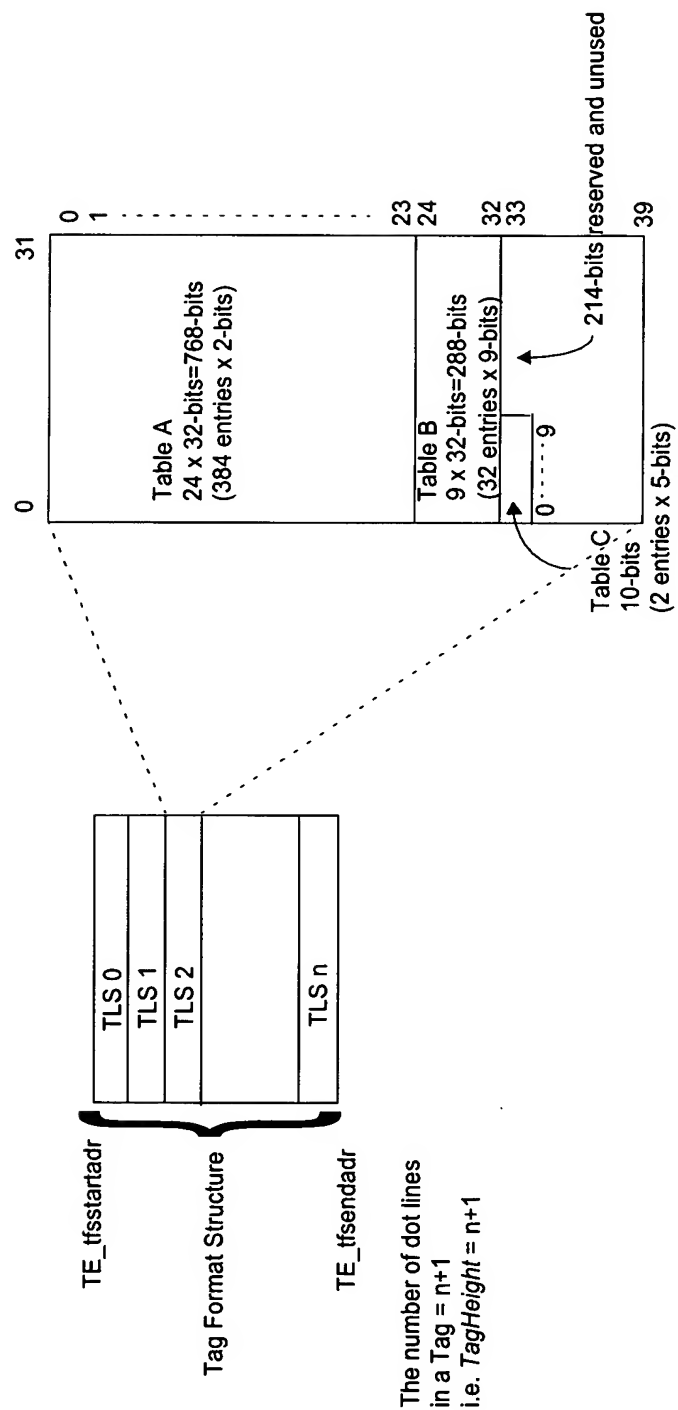 TE_tfsstartadr
Tag Format Structure
TE_tfsendadr
The number of dot lines
in a Tag = n+1
i.e. TagHeight = n+1
TLS 0
TLS 1
TLS 2
TLS n
0
31
Table A
24 x 32-bits=768-bits
(384 entries x 2-bits)
Table B
9 x 32-bits=288-bits
(32 entries x 9-bits)
0
1
23
24
32
33
39
0
9
Table C
10-bits
(2 entries x 5-bits)
214-bits reserved and unused